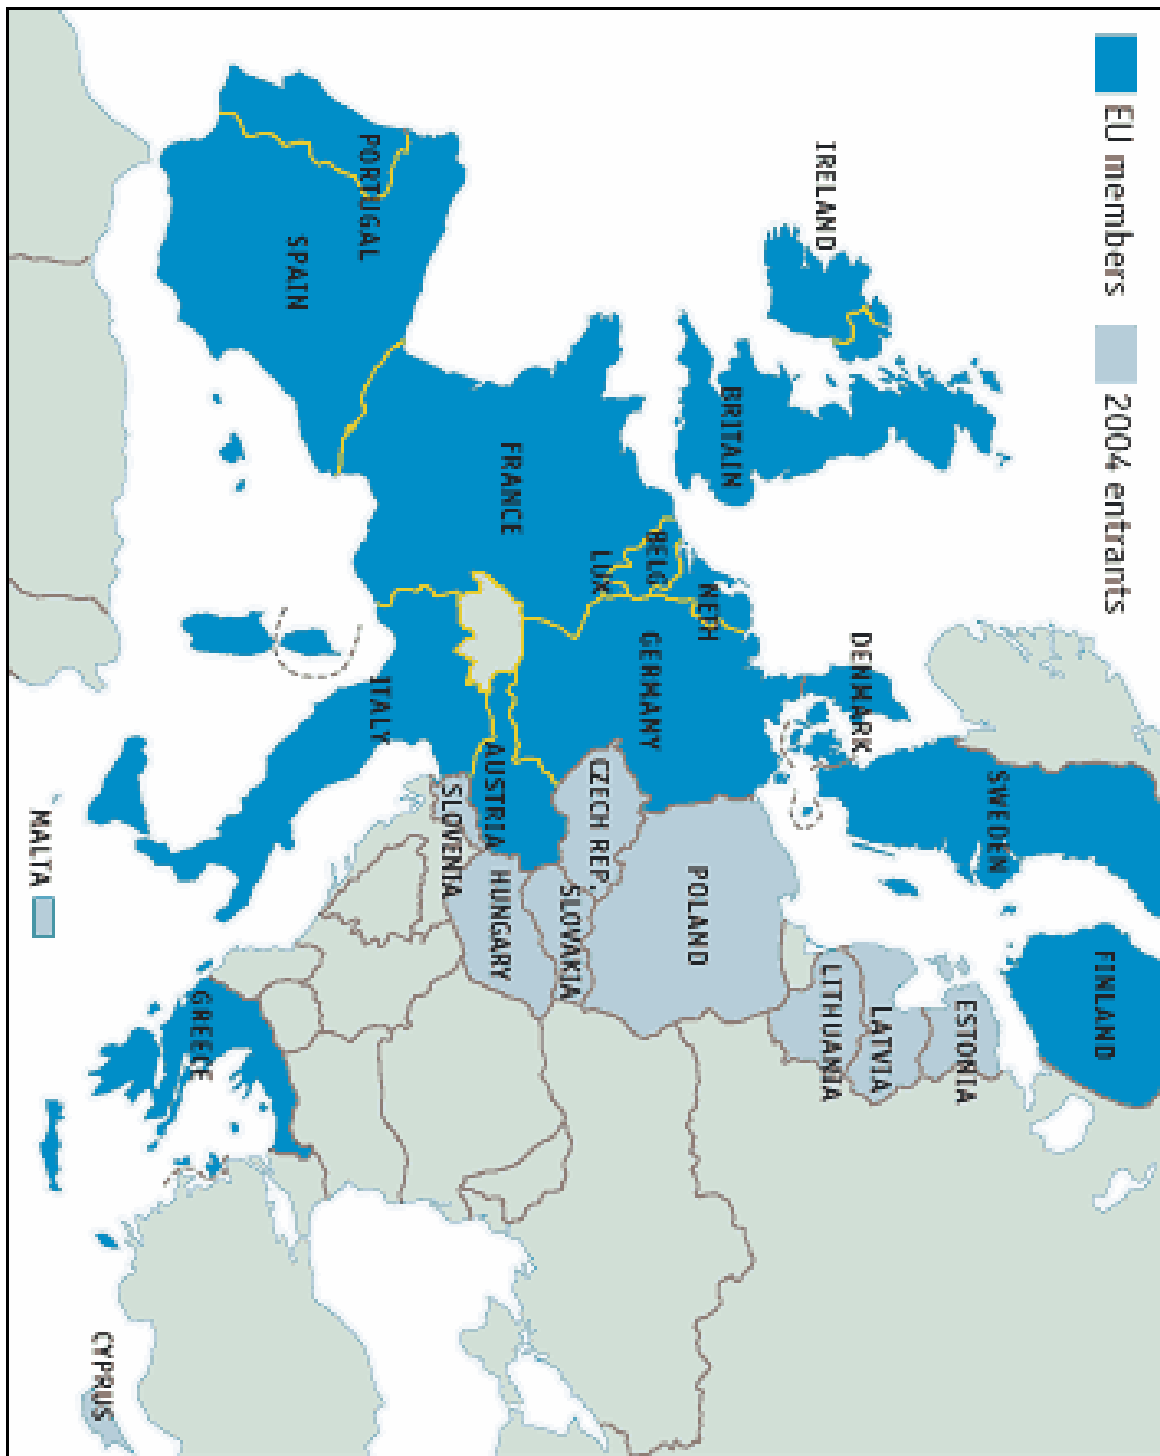 EU members
2004 entrants
IRELAND
BRITAIN
DENMARK
SWEDEN
FINLAND
ESTONIA
LATVIA
LITHUANIA
NETH
BELG
LUX
GERMANY
POLAND
CZECH REP.
SLOVAKIA
FRANCE
AUSTRIA
HUNGARY
SLOVENIA
PORTUGAL
SPAIN
ITALY
GREECE
MALTA
CYPRUS